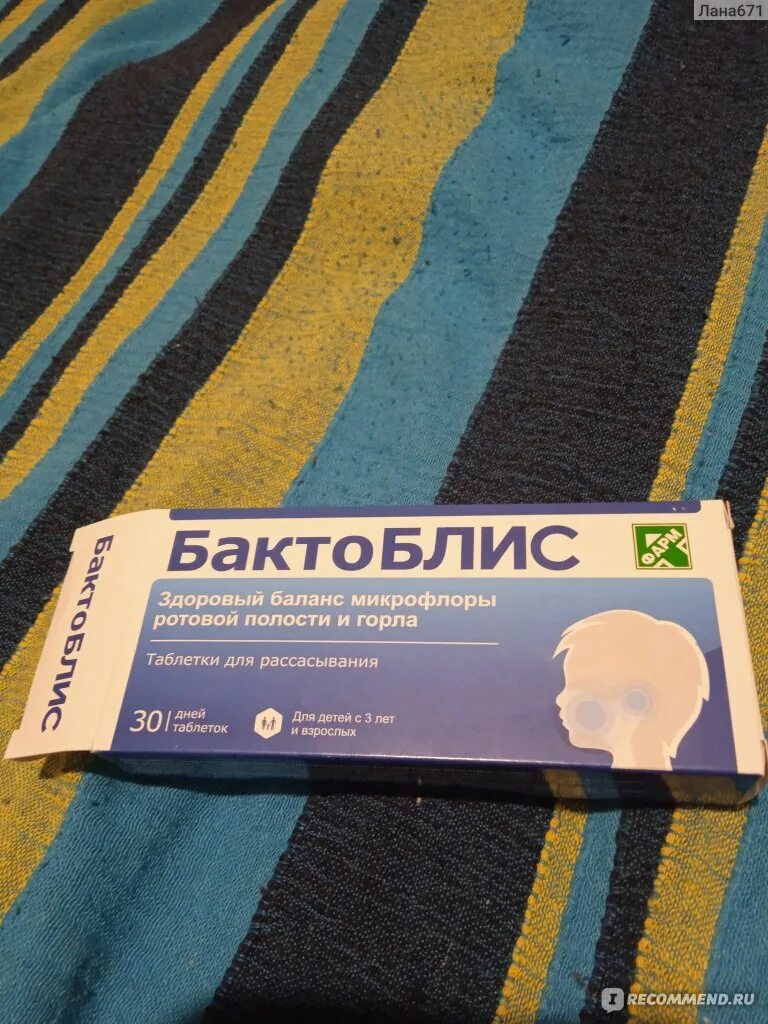 Лана671
БактоБЛИС
ФАРМ
БактоБЛИС
Здоровый баланс микрофлоры
ротовой полости и горла
Таблетки для рассасывания
30 дней
таблеток
Для детей с 3 лет
и взрослых
IRECOMMEND.RU